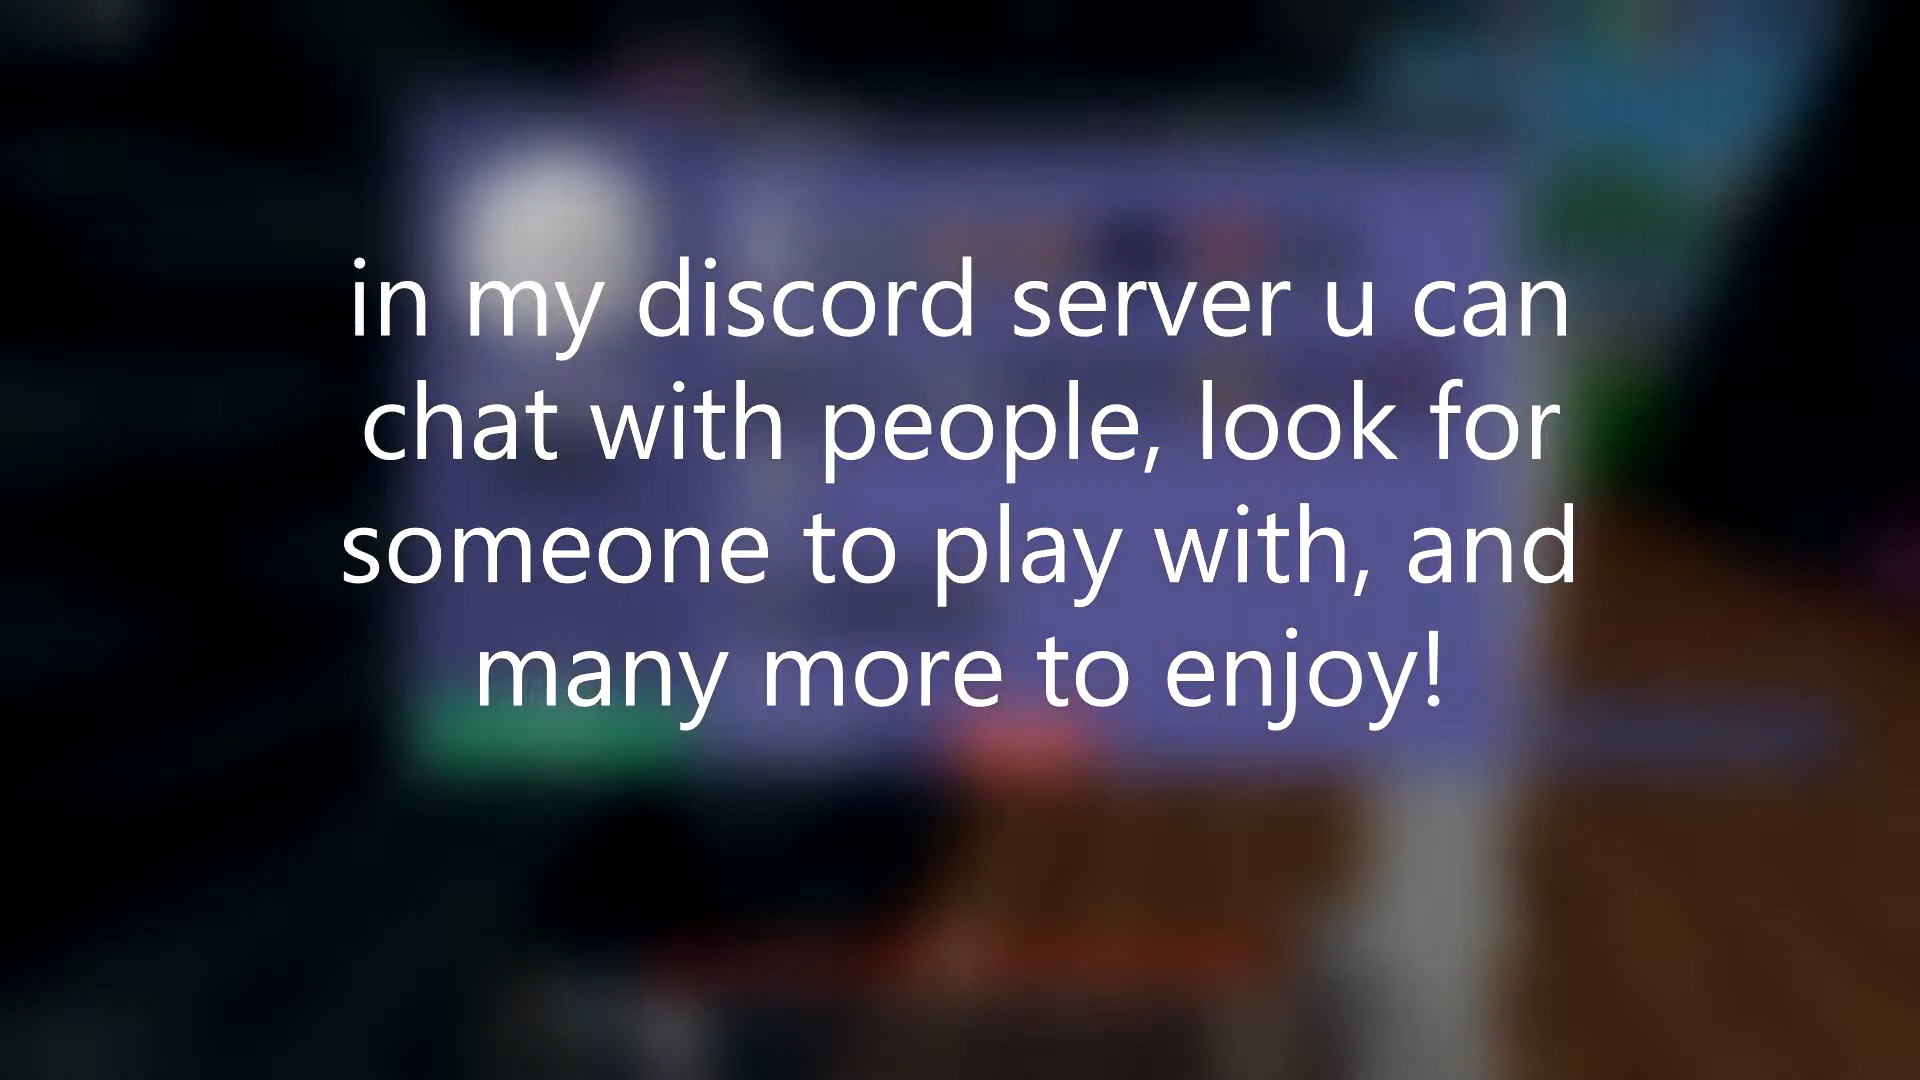 in my discord server u can
chat with people, look for
someone to play with, and
many more to enjoy!